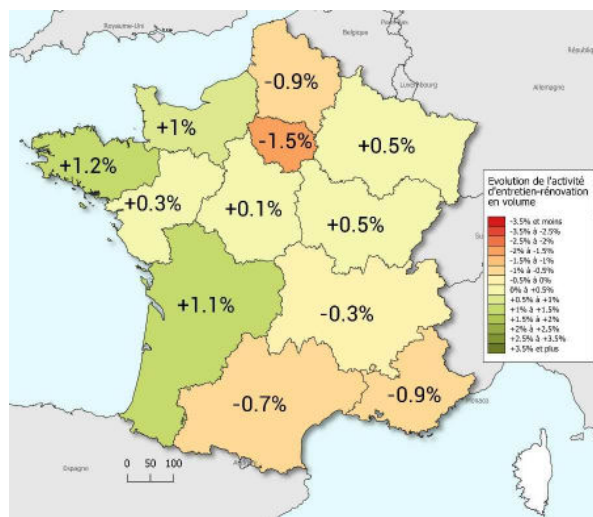 Royaume-Uni
Pays-Bas
Belgique
Républi
Luxembourg
Allemagne
-0.9%
+1%
-1.5%
+0.5%
+1.2%
+0.3%
+0.1%
+0.5%
+1.1%
-0.3%
-0.7%
-0.9%
Evolution de l'activité
d'entretien-rénovation
en volume
-3.5% et moins
-3.5% à -2.5%
-2.5% à -2%
-2% à -1.5%
-1.5% à -1%
-1% à -0.5%
-0.5% à 0%
0% à +0.5%
+0.5% à +1%
+1% à +1.5%
+1.5% à +2%
+2% à +2.5%
+2.5% à +3.5%
+3.5% et plus
Monaco
Espagne
0 50 100